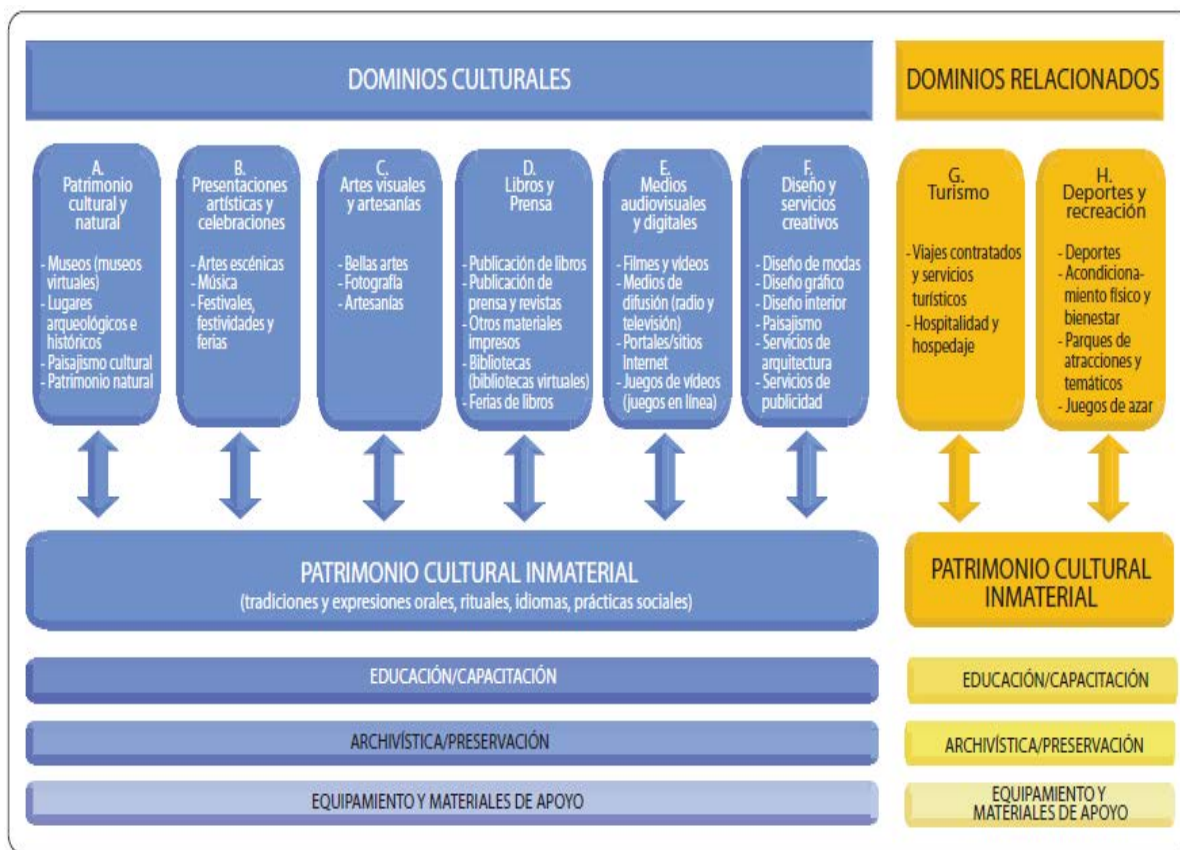 DOMINIOS CULTURALES
DOMINIOS RELACIONADOS
A.
Patrimonio
cultural y
natural
- Museos (museos
virtuales)
- Lugares
arqueológicos e
históricos
- Paisajismo cultural
- Patrimonio natural
B.
Presentaciones
artísticas y
celebraciones
- Artes escénicas
- Música
- Festivales,
festividades y
ferias
C.
Artes visuales
y artesanías
- Bellas artes
- Fotografía
- Artesanías
D.
Libros y
Prensa
- Publicación de libros
- Publicación de
prensa y revistas
- Otros materiales
impresos
- Bibliotecas
(bibliotecas virtuales)
- Ferias de libros
E.
Medios
audiovisuales
y digitales
- Filmes y vídeos
- Medios de
difusión (radio y
televisión)
- Portales/sitios
Internet
- Juegos de vídeos
(juegos en línea)
F.
Diseño y
servicios
creativos
- Diseño de modas
- Diseño gráfico
- Diseño interior
- Paisajismo
- Servicios de
arquitectura
- Servicios de
publicidad
G.
Turismo
- Viajes contratados
y servicios
turísticos
- Hospitalidad y
hospedaje
H.
Deportes y
recreación
- Deportes
- Acondiciona-
miento físico y
bienestar
- Parques de
atracciones y
temáticos
- Juegos de azar
PATRIMONIO CULTURAL INMATERIAL
(tradiciones y expresiones orales, rituales, idiomas, prácticas sociales)
PATRIMONIO CULTURAL
INMATERIAL
EDUCACIÓN/CAPACITACIÓN
EDUCACIÓN/CAPACITACIÓN
ARCHIVÍSTICA/PRESERVACIÓN
ARCHIVÍSTICA/PRESERVACIÓN
EQUIPAMIENTO Y MATERIALES DE APOYO
EQUIPAMIENTO Y
MATERIALES DE APOYO